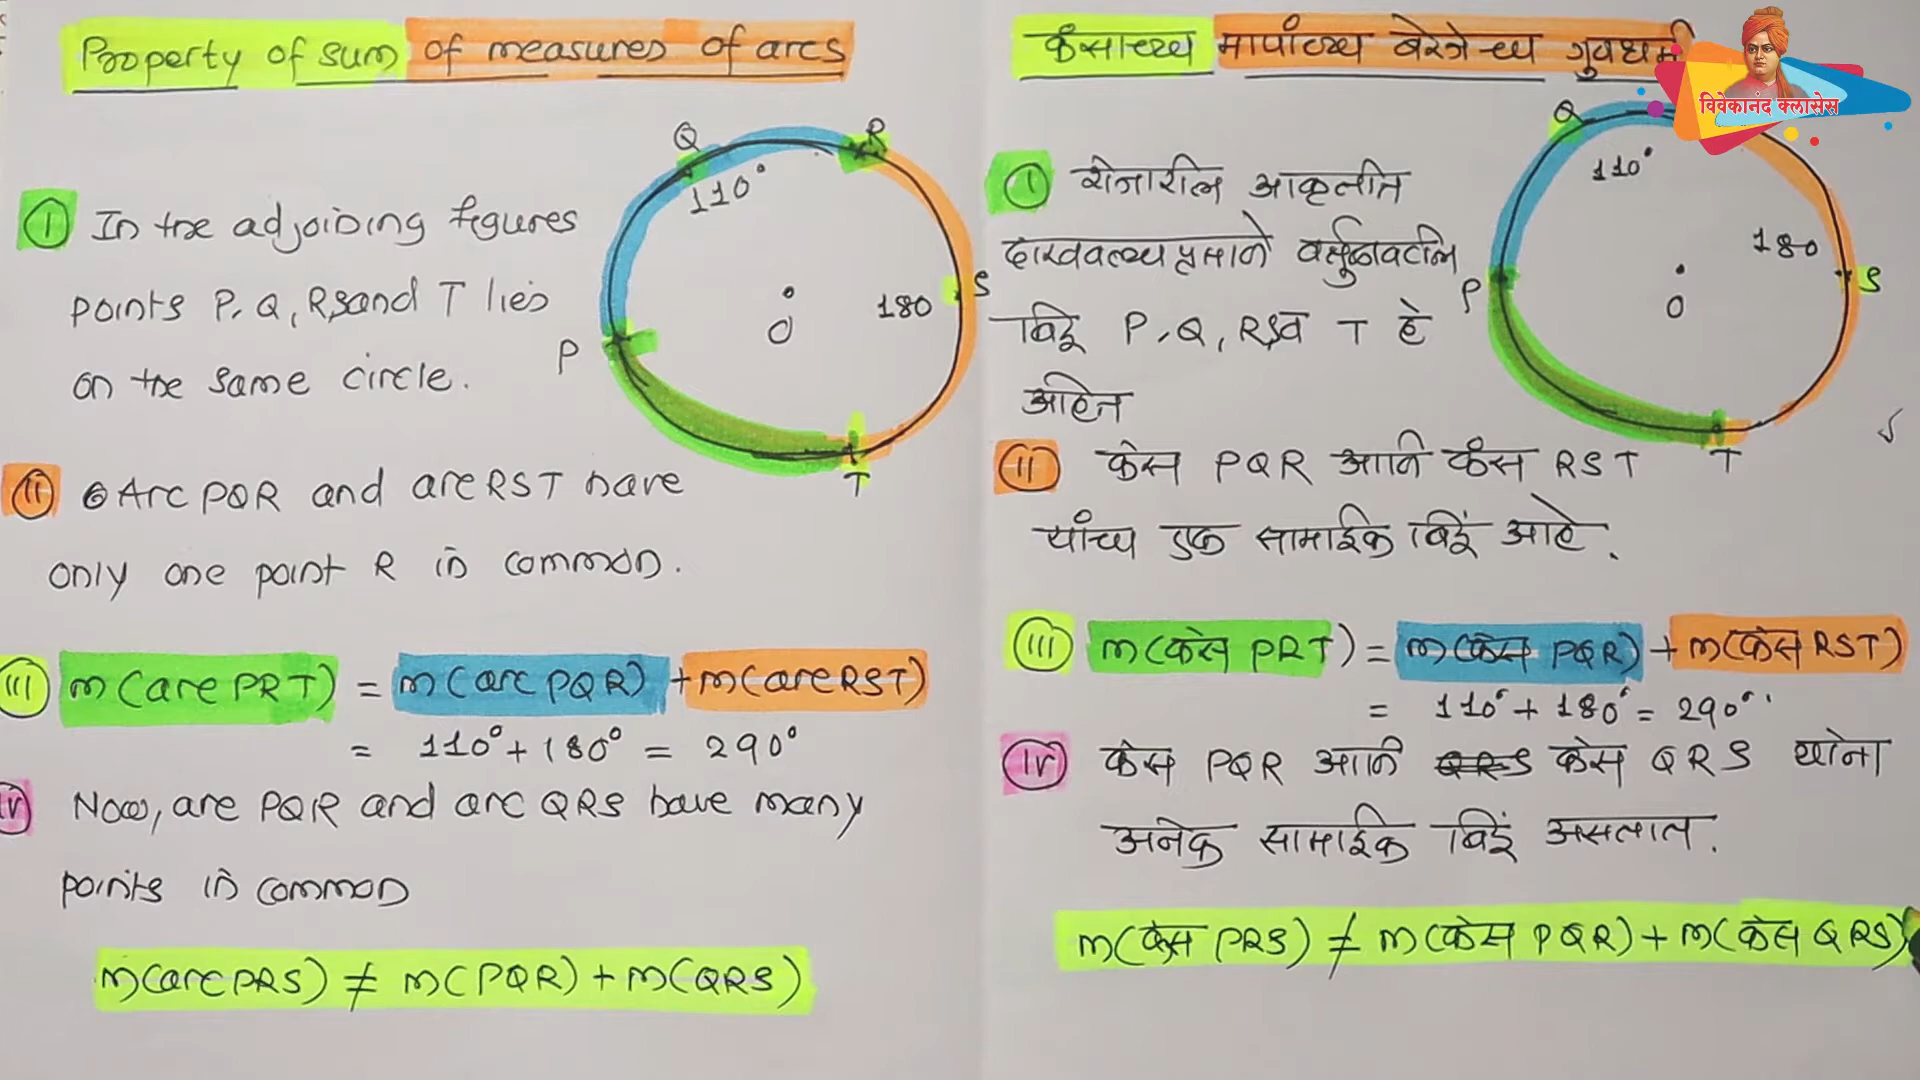 Property of sum of measures of arcs
Q
R
110°
S
180
O
P
T
① In the adjoining figures
points P, Q, R, S and T lies
on the same circle.
ⓘⓘ Arc PQR and arc RST have
only one point R in common.
ⓘⓘⓘ m(arc PRT) = m(arc PQR) + m(arc RST)
= 110° + 180° = 290°
Now, arc PQR and arc QRS have many
points in common
m(arc PRS) ≠ m(PQR) + m(QRS)
कंसाच्या मापांच्या बेरजेच्या गुणधर्म
विवेकानंद क्लासेस
Q
110°
180
S
P
O
T
① शेजारील आकृतीत
दाखवल्याप्रमाणे वर्तुळावरील
बिंदू P, Q, R, S व T हे
आहेत
ⓘⓘ कंस PQR आणि कंस RST
यांच्या एक सामाईक बिंदू आहे.
ⓘⓘⓘ m(कंस PRT) = m(कंस PQR) + m(कंस RST)
= 110° + 180° = 290°
ⓘⓥ कंस PQR आणि कंस QRS यांना
अनेक सामाईक बिंदू असतात.
m(कंस PRS) ≠ m(कंस PQR) + m(कंस QRS)